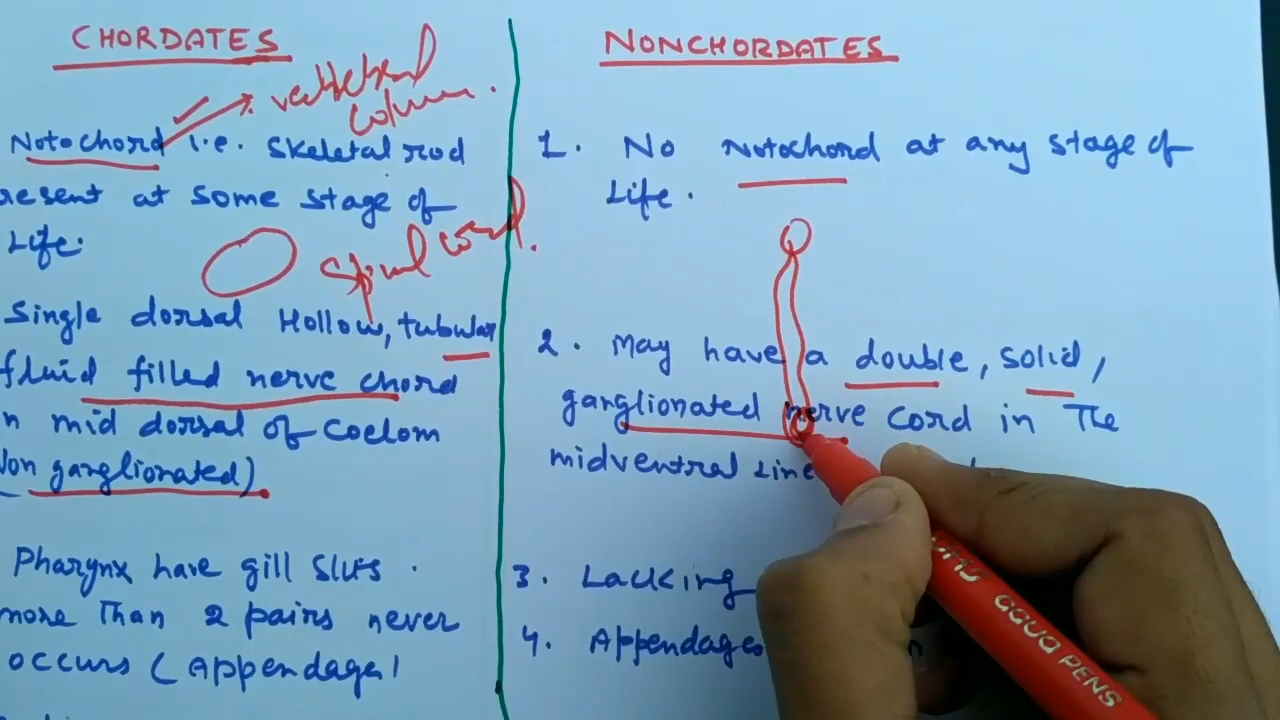 CHORDATES
vertebral
column.
Notochord i.e. skeletal rod
resent at some stage of
Life.
spinal cord.
Single dorsal Hollow, tubular
fluid filled nerve chord
n mid dorsal of coelom
Non ganglionated)
Pharynx have gill slits.
more Than 2 pairs never
occurs (Appendage)
NONCHORDATES
1. No Notochord at any stage of
Life.
2. May have a double, solid,
ganglionated nerve cord in The
midventral Line
3. Lacking
4. Appendages
AQUA PENS